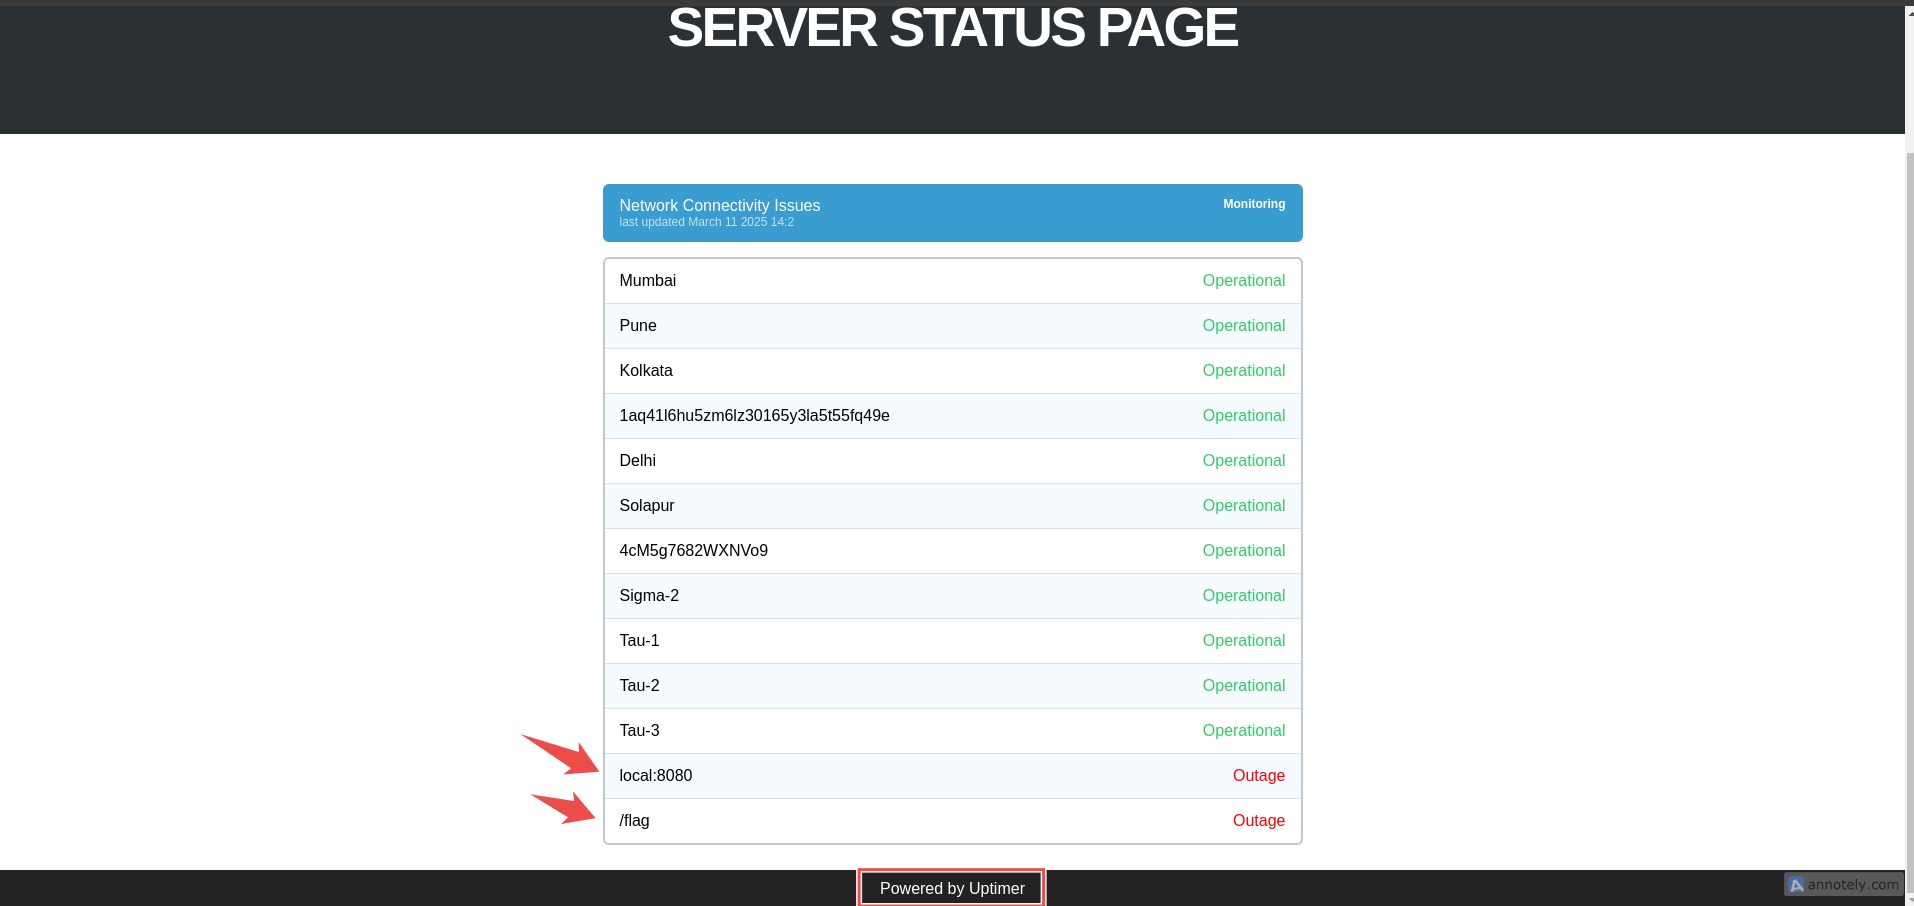 SERVER STATUS PAGE
Network Connectivity Issues
Monitoring
last updated March 11 2025 14:2
Mumbai Operational
Pune Operational
Kolkata Operational
1aq41l6hu5zm6lz30165y3la5t55fq49e Operational
Delhi Operational
Solapur Operational
4cM5g7682WXNVo9 Operational
Sigma-2 Operational
Tau-1 Operational
Tau-2 Operational
Tau-3 Operational
local:8080 Outage
/flag Outage
Powered by Uptimer
annotely.com